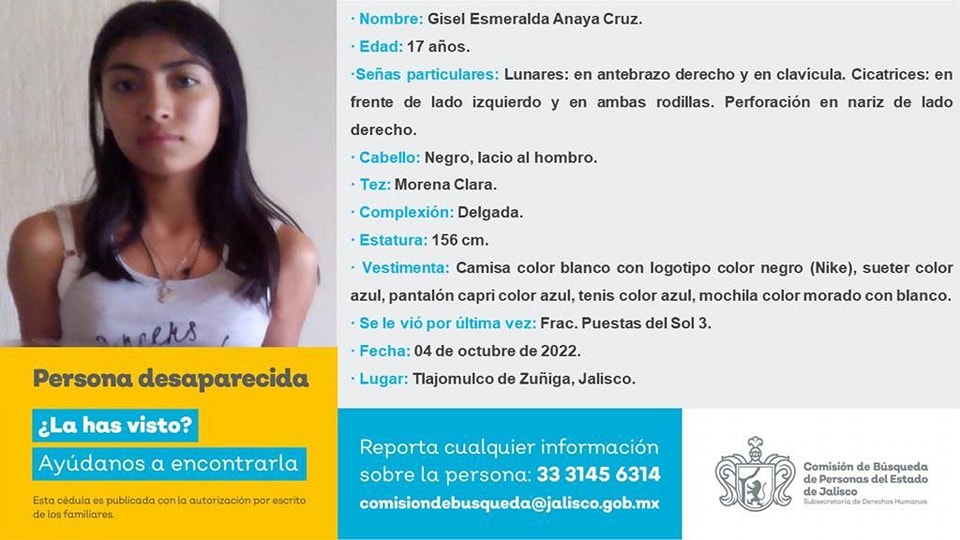 · Nombre: Gisel Esmeralda Anaya Cruz.
· Edad: 17 años.
·Señas particulares: Lunares: en antebrazo derecho y en clavícula. Cicatrices: en
frente de lado izquierdo y en ambas rodillas. Perforación en nariz de lado
derecho.
· Cabello: Negro, lacio al hombro.
· Tez: Morena Clara.
· Complexión: Delgada.
· Estatura: 156 cm.
· Vestimenta: Camisa color blanco con logotipo color negro (Nike), sueter color
azul, pantalón capri color azul, tenis color azul, mochila color morado con blanco.
· Se le vió por última vez: Frac. Puestas del Sol 3.
· Fecha: 04 de octubre de 2022.
· Lugar: Tlajomulco de Zuñiga, Jalisco.
Persona desaparecida
¿La has visto?
Ayúdanos a encontrarla
Esta cédula es publicada con la autorización por escrito
de los familiares.
Reporta cualquier información
sobre la persona: 33 3145 6314
comisiondebusqueda@jalisco.gob.mx
Comisión de Búsqueda
de Personas del Estado
de Jalisco
Subsecretaría de Derechos Humanos